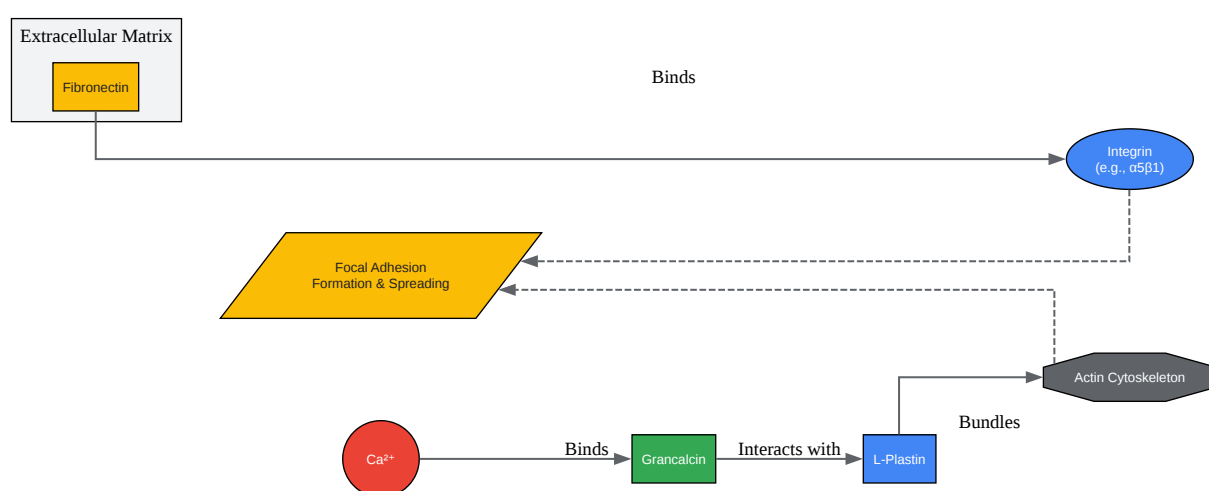 Extracellular Matrix
Fibronectin
Binds
Integrin
(e.g., α5β1)
Focal Adhesion
Formation & Spreading
Actin Cytoskeleton
Bundles
Ca²⁺
Binds
Grancalcin
Interacts with
L-Plastin